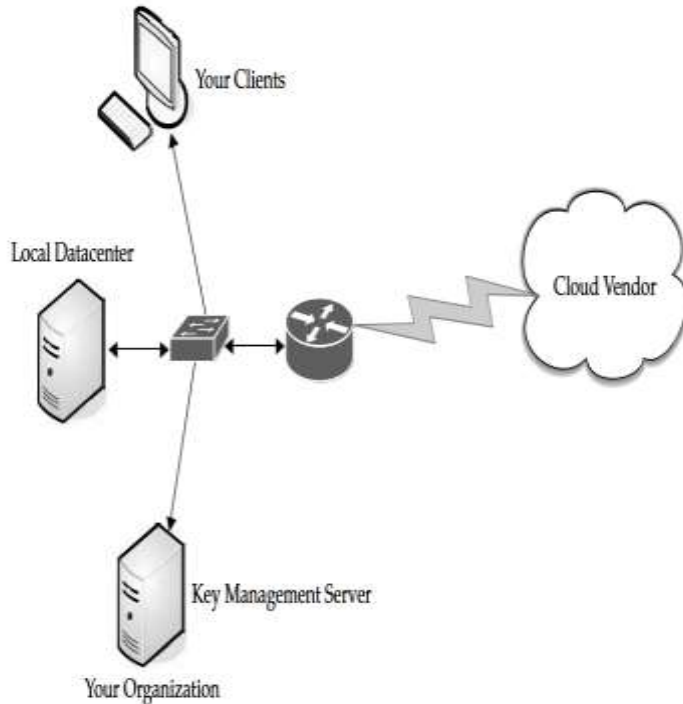 Your Clients
Local Datacenter
Cloud Vendor
Key Management Server
Your Organization